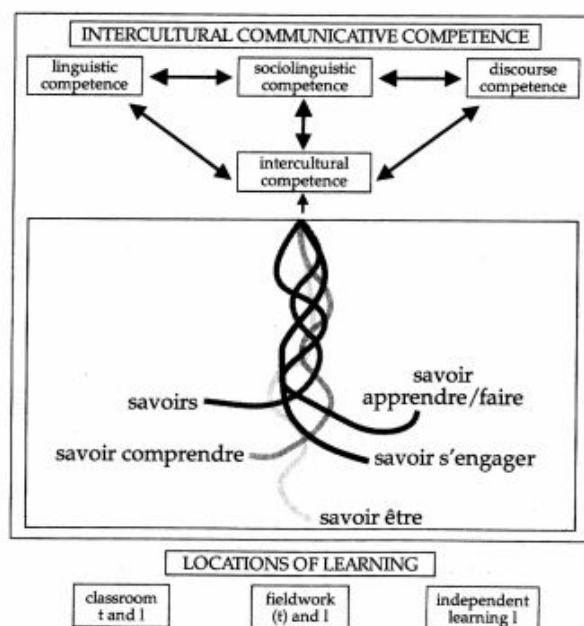 INTERCULTURAL COMMUNICATIVE COMPETENCE
linguistic
competence
sociolinguistic
competence
discourse
competence
intercultural
competence
savoirs
savoir
apprendre/faire
savoir comprendre
savoir s'engager
savoir être
LOCATIONS OF LEARNING
classroom
t and l
fieldwork
(t) and l
independent
learning l